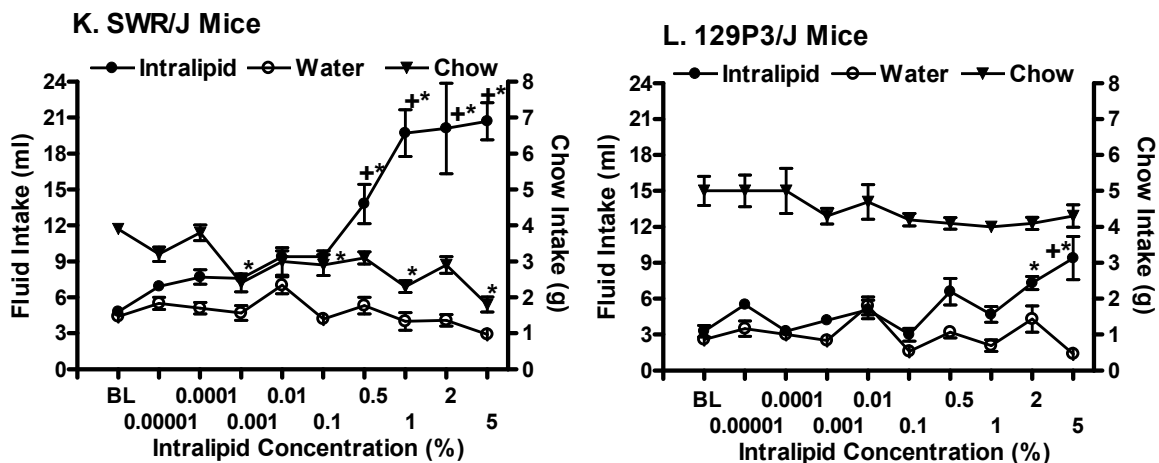 K. SWR/J Mice
Intralipid Water Chow
24
21
18
15
12
9
6
3
0
Fluid Intake (ml)
8
7
6
5
4
3
2
1
0
Chow Intake (g)
+* +* +*
+*
* * * *
BL 0.0001 0.01 0.5 2
0.00001 0.001 0.1 1 5
Intralipid Concentration (%)
L. 129P3/J Mice
Intralipid Water Chow
24
21
18
15
12
9
6
3
0
Fluid Intake (ml)
8
7
6
5
4
3
2
1
0
Chow Intake (g)
* +*
BL 0.0001 0.01 0.5 2
0.00001 0.001 0.1 1 5
Intralipid Concentration (%)